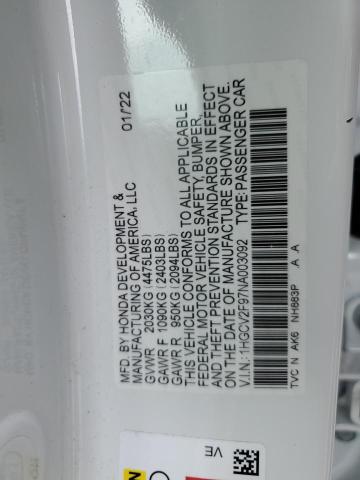 MFD. BY HONDA DEVELOPMENT &
MANUFACTURING OF AMERICA, LLC 01/22
GVWR 2030KG (4475LBS)
GAWR F 1090KG (2403LBS)
GAWR R 950KG (2094LBS)
THIS VEHICLE CONFORMS TO ALL APPLICABLE
FEDERAL MOTOR VEHICLE SAFETY, BUMPER,
AND THEFT PREVENTION STANDARDS IN EFFECT
ON THE DATE OF MANUFACTURE SHOWN ABOVE.
V.I.N.: 1HGCV2F97NA003092 TYPE: PASSENGER CAR
TVC N AK6 NH883P A A
VE